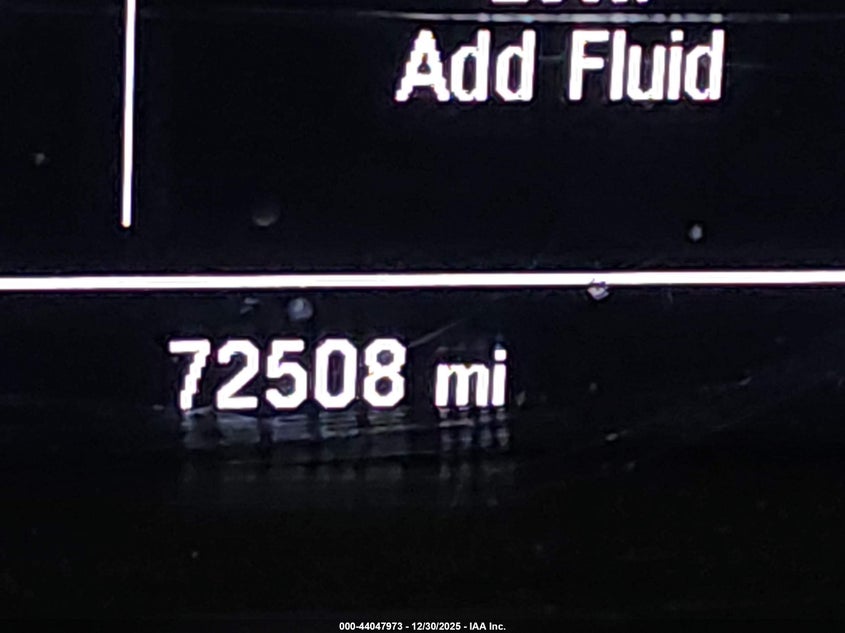 Add Fluid
72508 mi
000-44047973 - 12/30/2025 - IAA Inc.